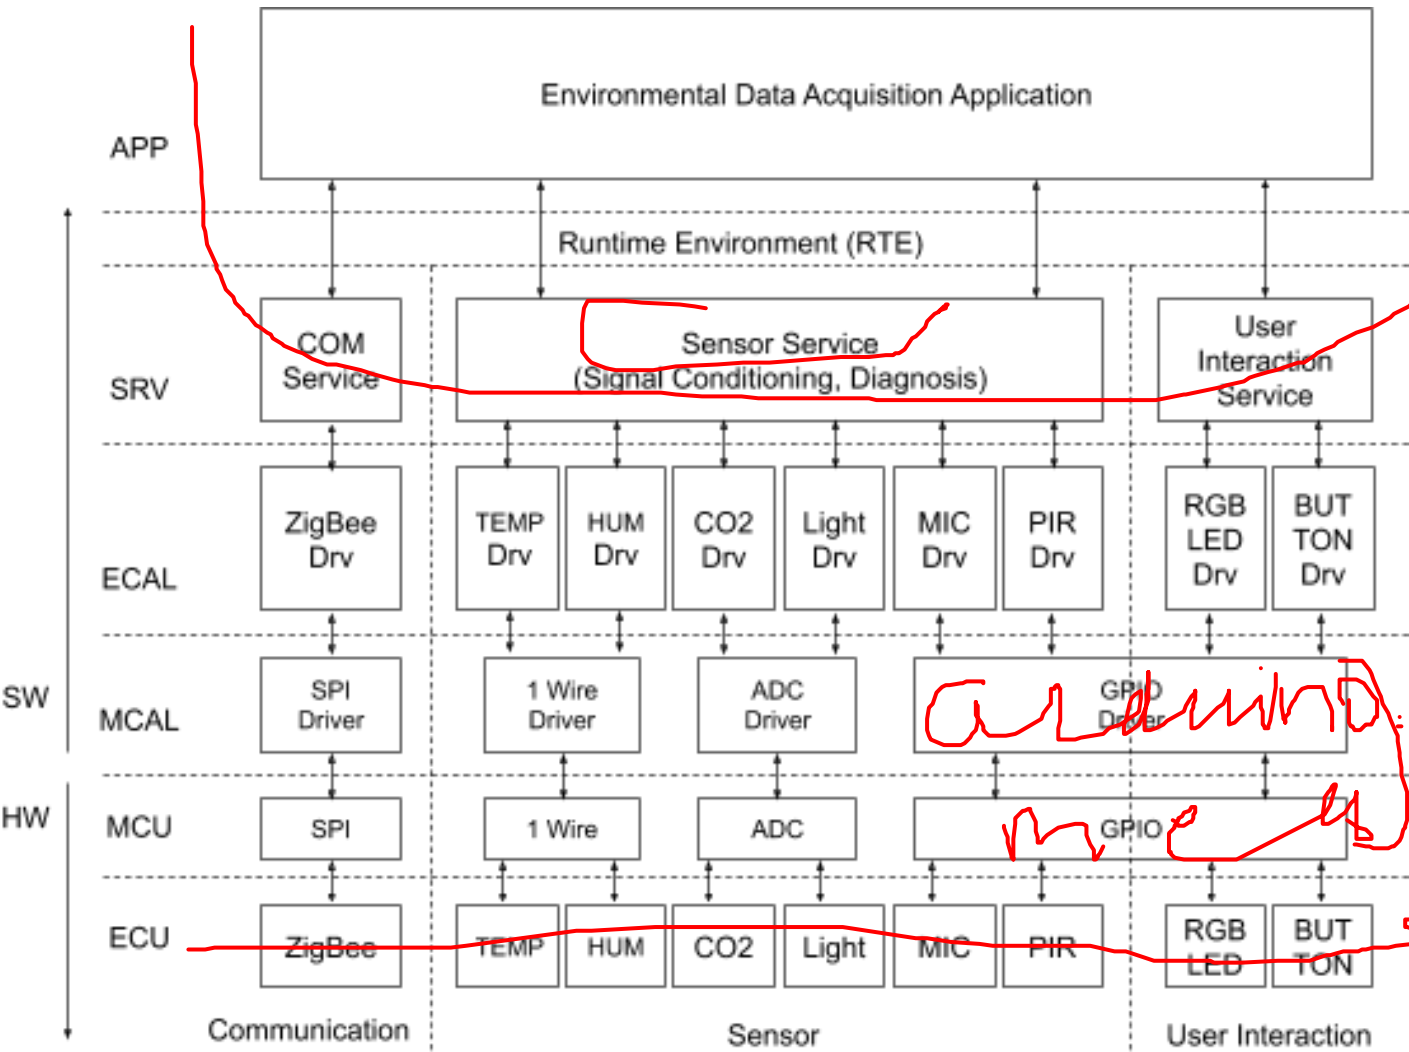 Environmental Data Acquisition Application
APP
Runtime Environment (RTE)
COM
Service
Sensor Service
(Signal Conditioning, Diagnosis)
User
Interaction
Service
SRV
ZigBee
Drv
TEMP
Drv
HUM
Drv
CO2
Drv
Light
Drv
MIC
Drv
PIR
Drv
RGB
LED
Drv
BUT
TON
Drv
ECAL
SW
MCAL
SPI
Driver
1 Wire
Driver
ADC
Driver
GPIO
Driver
arduino
HW
MCU
SPI
1 Wire
ADC
GPIO
ECU
ZigBee
TEMP
HUM
CO2
Light
MIC
PIR
RGB
LED
BUT
TON
Communication
Sensor
User Interaction